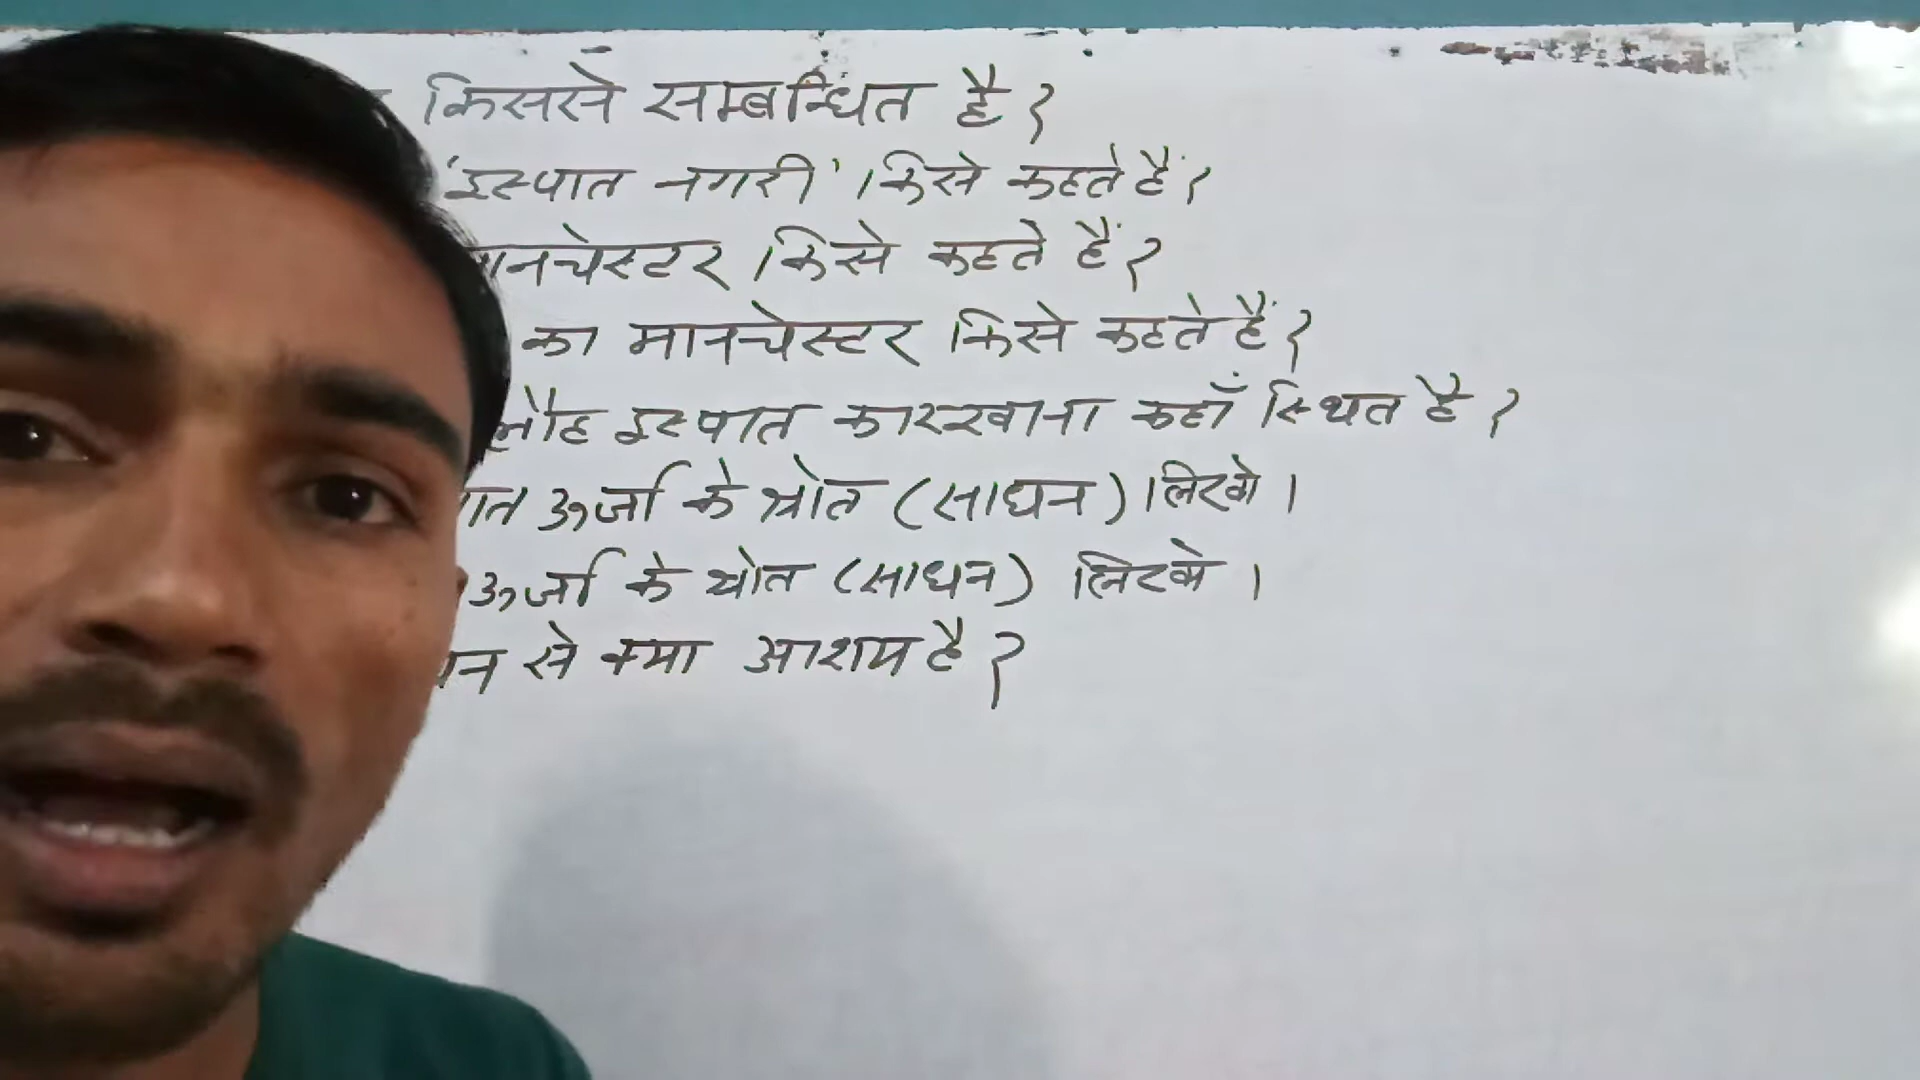 किससे सम्बन्धित है?
'इस्पात नगरी' किसे कहते हैं?
मानचेस्टर किसे कहते हैं?
का मानचेस्टर किसे कहते हैं?
लौह इस्पात कारखाना कहाँ स्थित है?
ऊर्जा के श्रोत (साधन) लिखो।
ऊर्जा के श्रोत (साधन) लिखो।
से क्या आशय है?